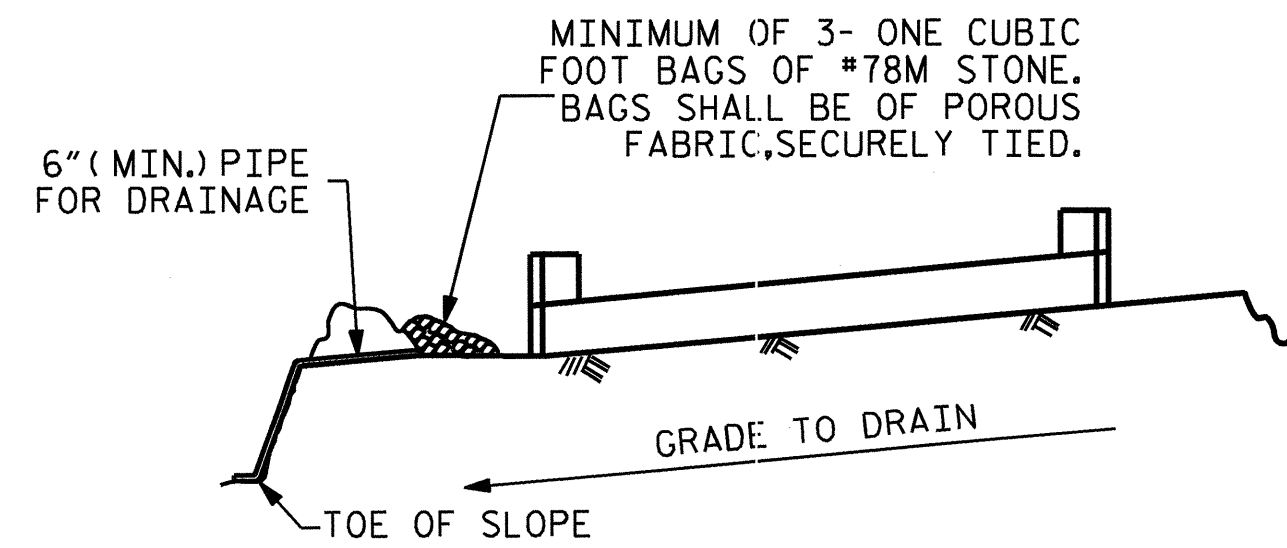 MINIMUM OF 3- ONE CUBIC
FOOT BAGS OF #78M STONE.
BAGS SHALL BE OF POROUS
FABRIC,SECURELY TIED.
6"(MIN.)PIPE
FOR DRAINAGE
GRADE TO DRAIN
TOE OF SLOPE